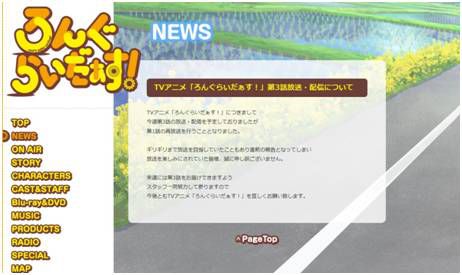 ろんぐ
らいだぁす!
NEWS
TVアニメ「ろんぐらいだぁす!」第3話放送・配信について
TVアニメ「ろんぐらいだぁす!」につきまして
今週第3話の放送・配信を予定しておりましたが
第1話の再放送を行うこととなりました。
ギリギリまで放送を目指していたこともあり直前の報告となってしまい
放送を楽しみにされていた皆様、誠に申し訳ございません。
来週には第3話をお届けできますよう
スタッフ一同努力して参りますので
今後ともTVアニメ「ろんぐらいだぁす!」を宜しくお願い致します。
TOP
NEWS
ON AIR
STORY
CHARACTERS
CAST&STAFF
Blu-ray&DVD
MUSIC
PRODUCTS
RADIO
SPECIAL
MAP
PageTop